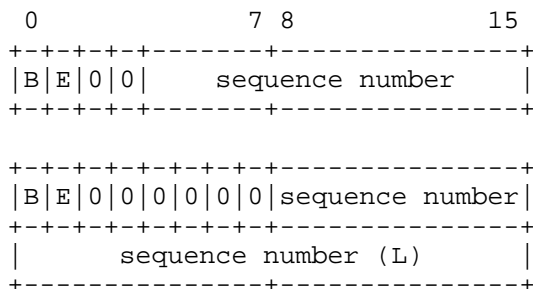 0             7 8            15
+-+-+-+-+-------+---------------+
|B|E|0|0|    sequence number    |
+-+-+-+-+-------+---------------+

+-+-+-+-+-+-+-+-+---------------+
|B|E|0|0|0|0|0|0|sequence number|
+-+-+-+-+-+-+-+-+---------------+
|      sequence number (L)      |
+---------------+---------------+